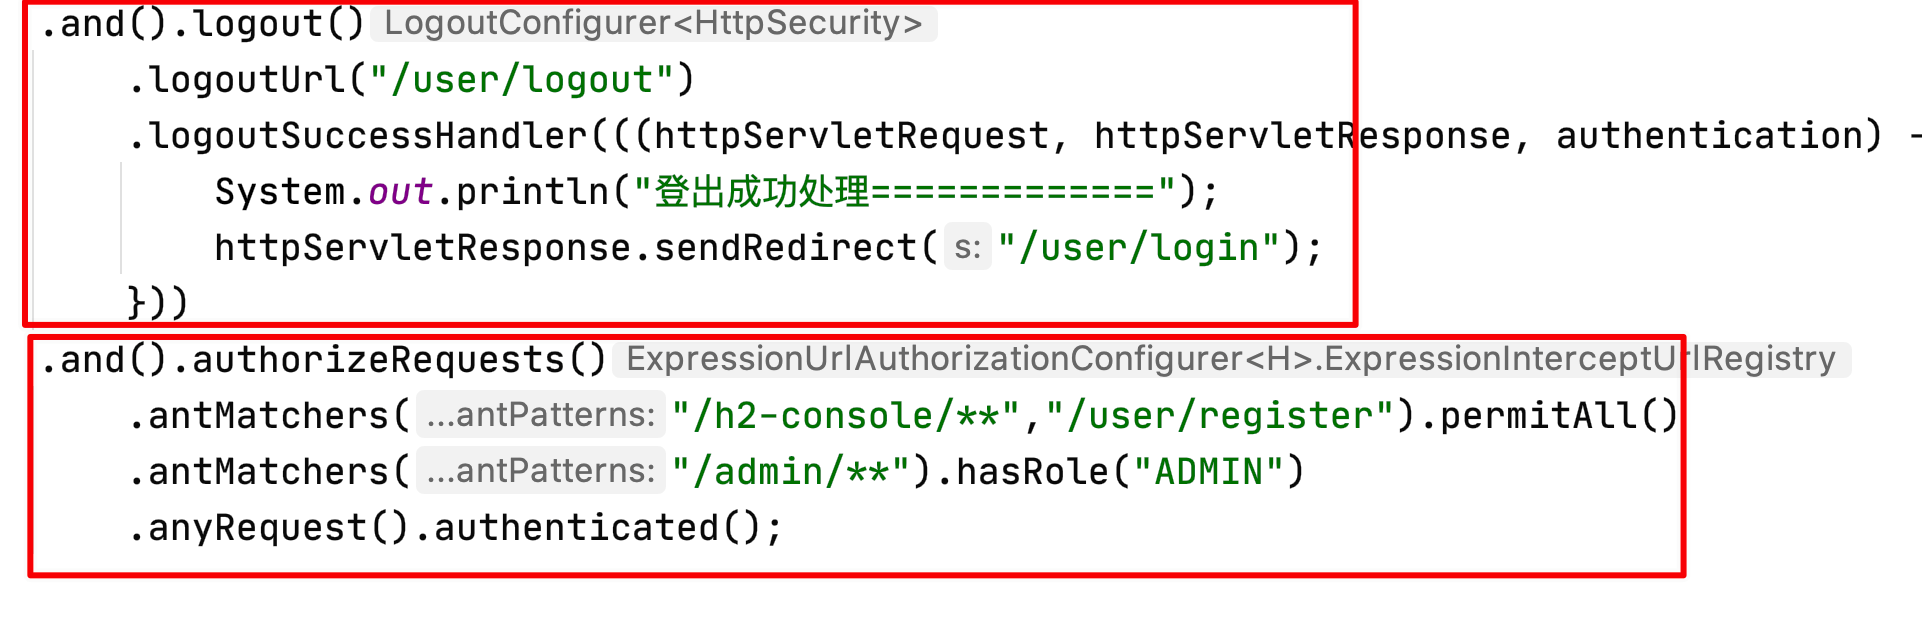 .and().logout() LogoutConfigurer<HttpSecurity>
.logoutUrl("/user/logout")
.logoutSuccessHandler(((httpServletRequest, httpServletResponse, authentication) -
System.out.println("登出成功处理=============");
httpServletResponse.sendRedirect( s: "/user/login");
}))
.and().authorizeRequests() ExpressionUrlAuthorizationConfigurer<H>.ExpressionInterceptUrlRegistry
.antMatchers( ...antPatterns: "/h2-console/**","/user/register").permitAll()
.antMatchers( ...antPatterns: "/admin/**").hasRole("ADMIN")
.anyRequest().authenticated();